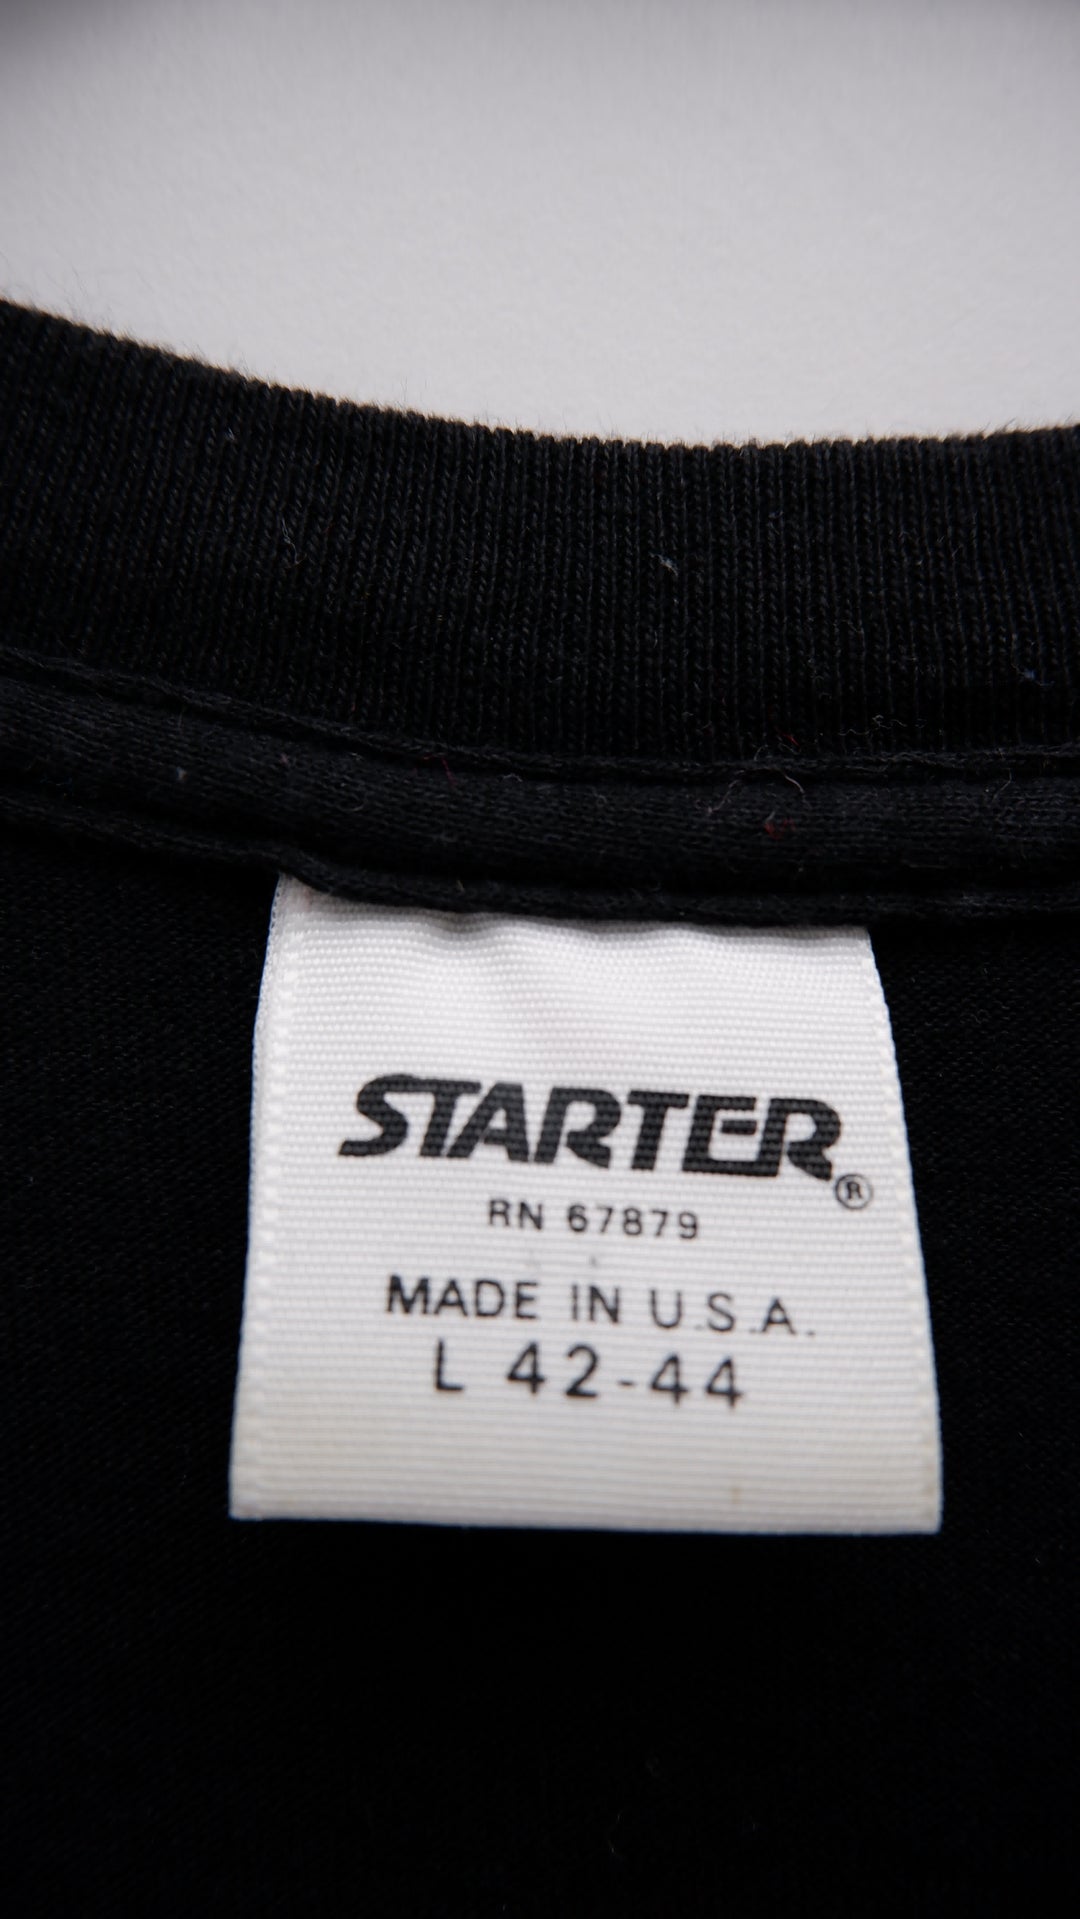 STARTER®
RN 67879
MADE IN U.S.A.
L 42-44